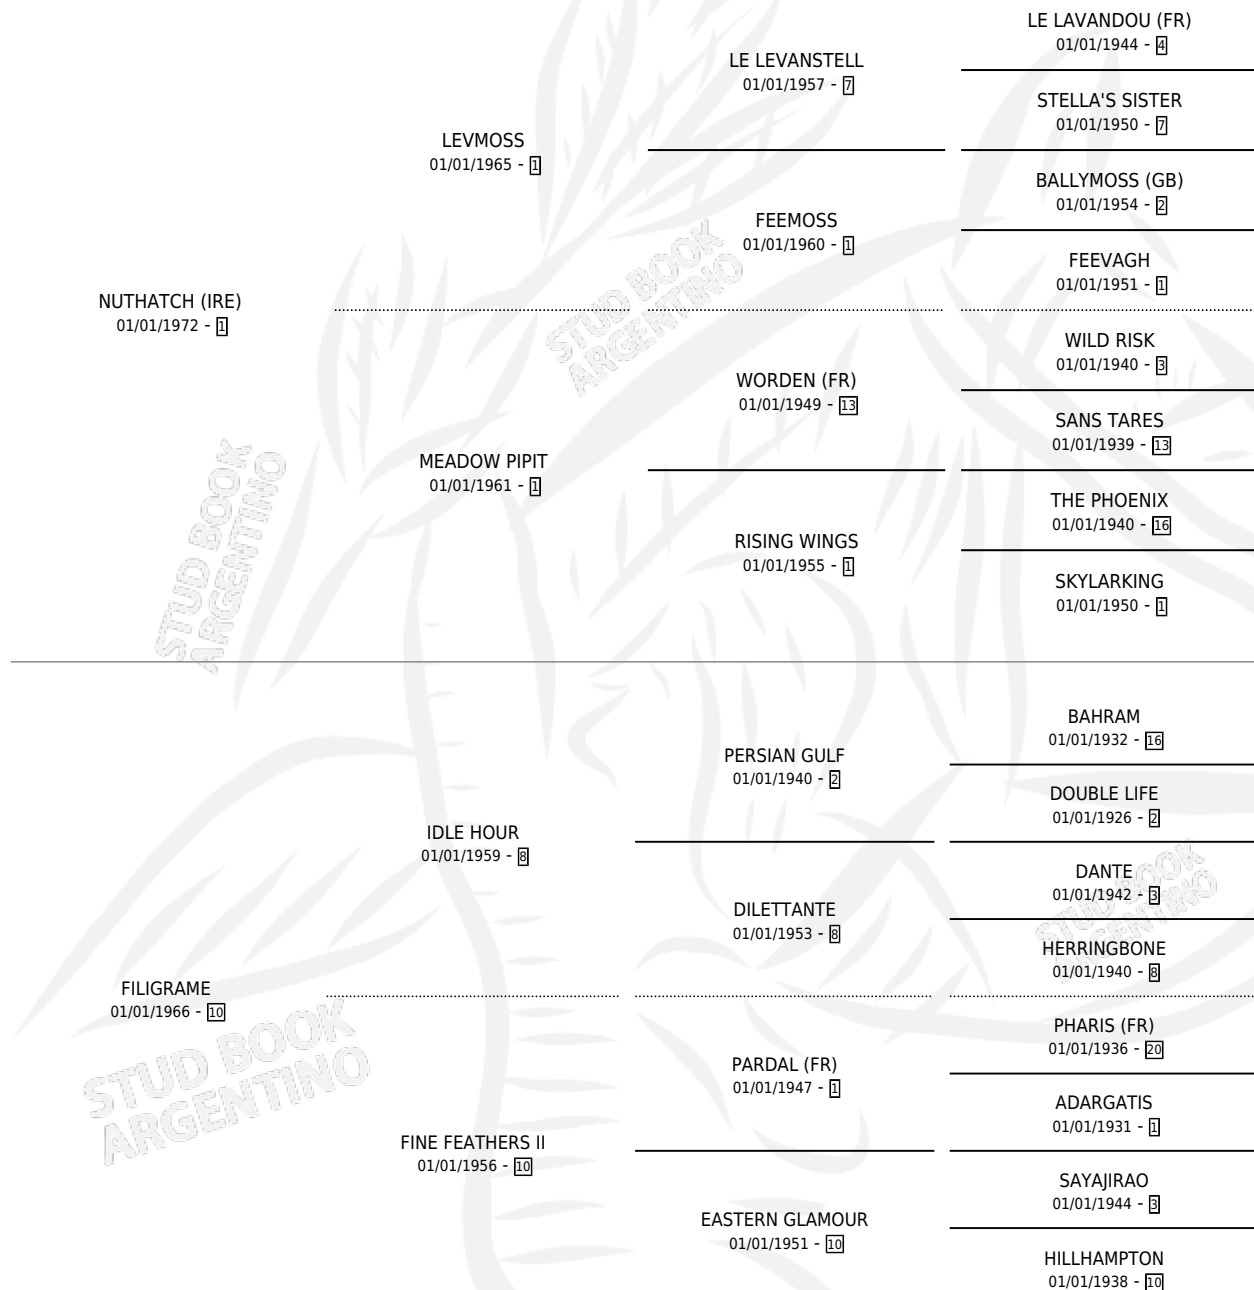 LE LAVANDOU (FR)
01/01/1944 - 4
LE LEVANSTELL
01/01/1957 - 7
STELLA'S SISTER
01/01/1950 - 7
LEVMOSS
01/01/1965 - 1
BALLYMOSS (GB)
01/01/1954 - 2
FEEMOSS
01/01/1960 - 1
FEEVAGH
01/01/1951 - 1
NUTHATCH (IRE)
01/01/1972 - 1
WILD RISK
01/01/1940 - 3
WORDEN (FR)
01/01/1949 - 13
SANS TARES
01/01/1939 - 13
MEADOW PIPIT
01/01/1961 - 1
THE PHOENIX
01/01/1940 - 16
RISING WINGS
01/01/1955 - 1
SKYLARKING
01/01/1950 - 1
STUD BOOK
ARGENTINO
STUD BOOK
ARGENTINO
BAHRAM
01/01/1932 - 16
PERSIAN GULF
01/01/1940 - 2
DOUBLE LIFE
01/01/1926 - 2
IDLE HOUR
01/01/1959 - 8
DANTE
01/01/1942 - 3
DILETTANTE
01/01/1953 - 8
HERRINGBONE
01/01/1940 - 8
FILIGRAME
01/01/1966 - 10
PHARIS (FR)
01/01/1936 - 20
PARDAL (FR)
01/01/1947 - 1
ADARGATIS
01/01/1931 - 1
FINE FEATHERS II
01/01/1956 - 10
SAYAJIRAO
01/01/1944 - 3
EASTERN GLAMOUR
01/01/1951 - 10
HILLHAMPTON
01/01/1938 - 10
STUD BOOK
ARGENTINO
STUD BOOK
ARGENTINO